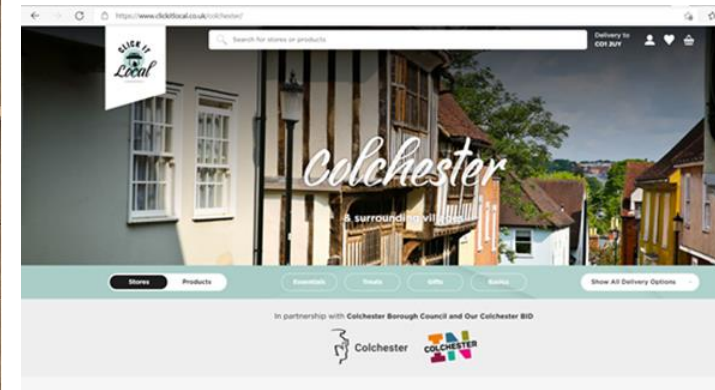 https://www.clickitlocal.co.uk/colchester/
CLICK IT
Local
Search for stores or products
Delivery to
CO1 2UY
Colchester
& surrounding villages
Stores
Products
Essentials
Treats
Gifts
Show All Delivery Options
In partnership with Colchester Borough Council and Our Colchester BID
Colchester
IN
COLCHESTER